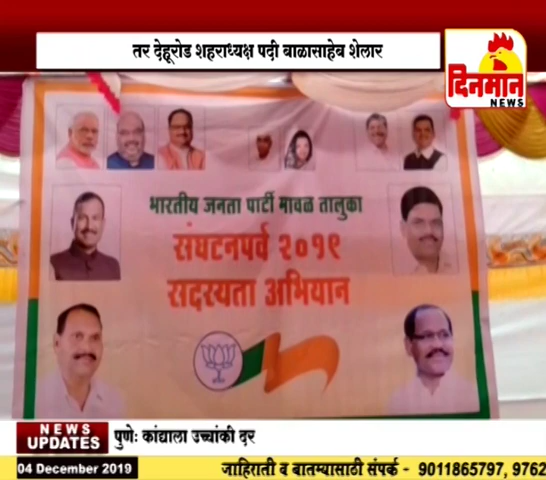 तर देहूरोड शहराध्यक्ष पदी बाळासाहेब शेलार
दिनमान
NEWS
भारतीय जनता पार्टी मावळ तालुका
संघटनपर्व २०१९
सदस्यता अभियान
NEWS
UPDATES
पुणे: कांद्याला उच्चांकी दर
04 December 2019
जाहिराती व बातम्यासाठी संपर्क - 9011865797, 9762